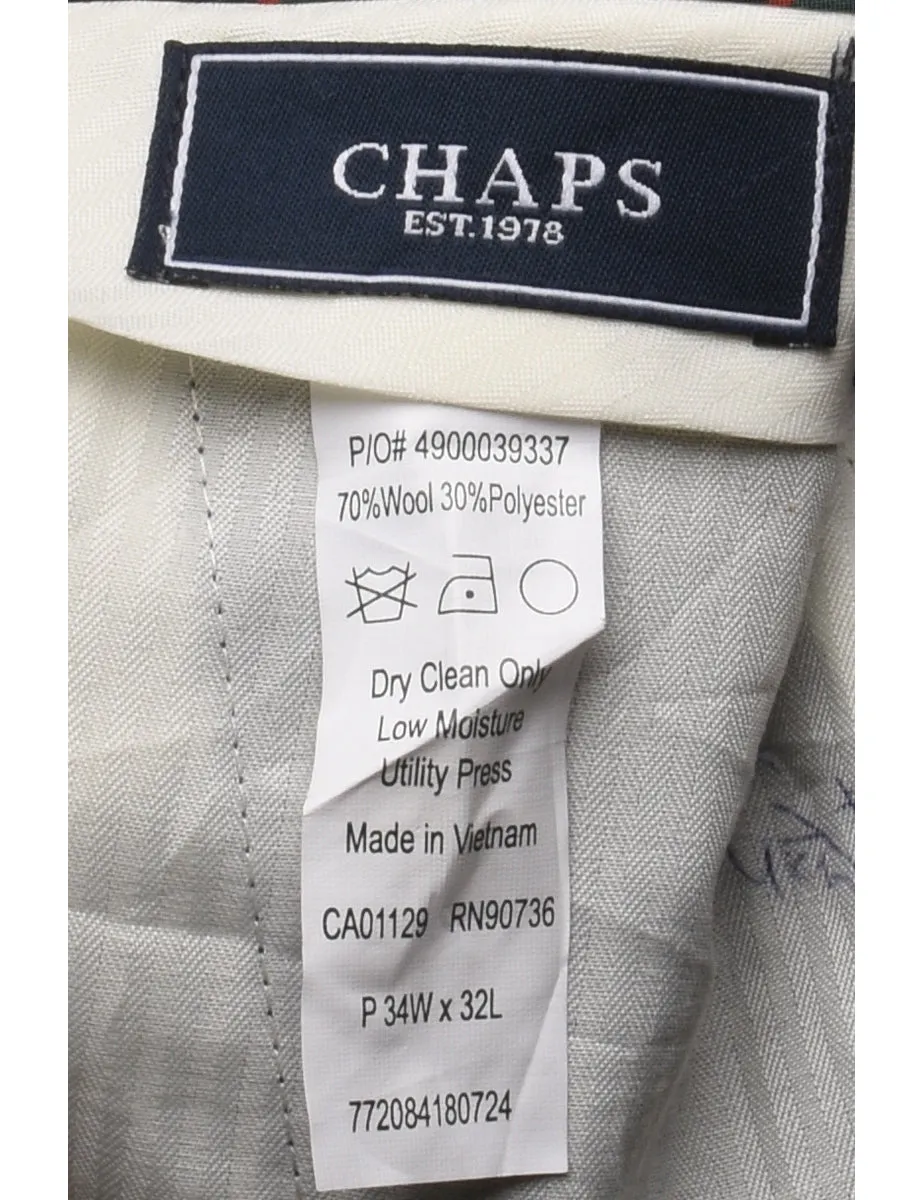 CHAPS
EST.1978
P/O# 4900039337
70%Wool 30%Polyester
Dry Clean Only
Low Moisture
Utility Press
Made in Vietnam
CA01129 RN90736
P 34W x 32L
772084180724